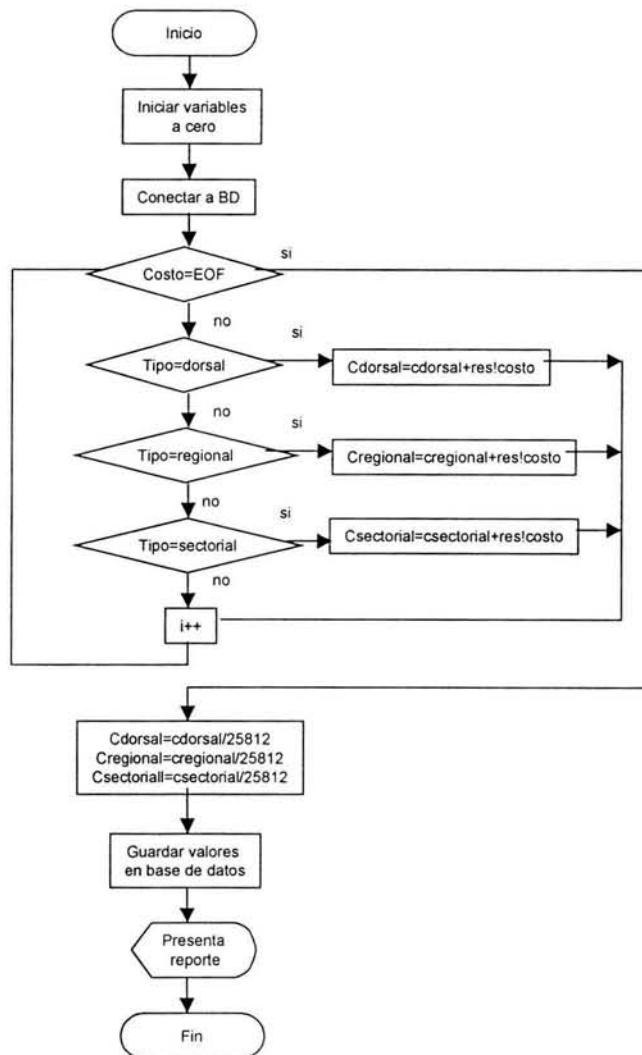 Inicio
Iniciar variables
a cero
Conectar a BD
Costo=EOF
si
no
Tipo=dorsal
si
Cdorsal=cdorsal+res!costo
no
Tipo=regional
si
Cregional=cregional+res!costo
no
Tipo=sectorial
si
Csectorial=csectorial+res!costo
no
i++
Cdorsal=cdorsal/25812
Cregional=cregional/25812
Csectoriall=csectorial/25812
Guardar valores
en base de datos
Presenta
reporte
Fin